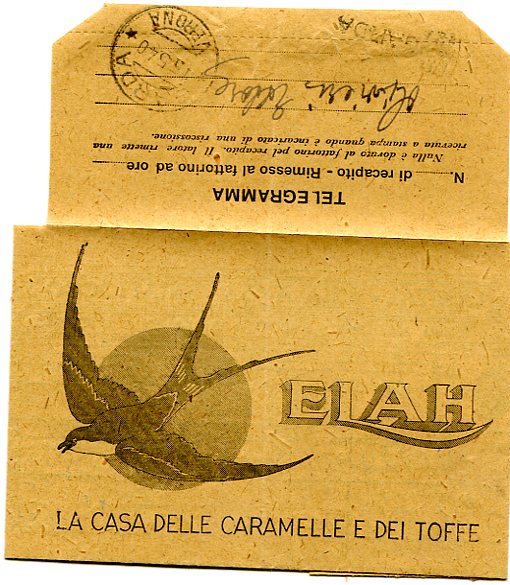 TELEGRAMMA
N. di recapito - Rimesso al fattorino ad ore
Nulla è dovuto al fattorino pel recapito. Il latore rimette una
ricevuta a stampa quando è incaricato di una riscossione.
VERONA
ELAH
LA CASA DELLE CARAMELLE E DEI TOFFE